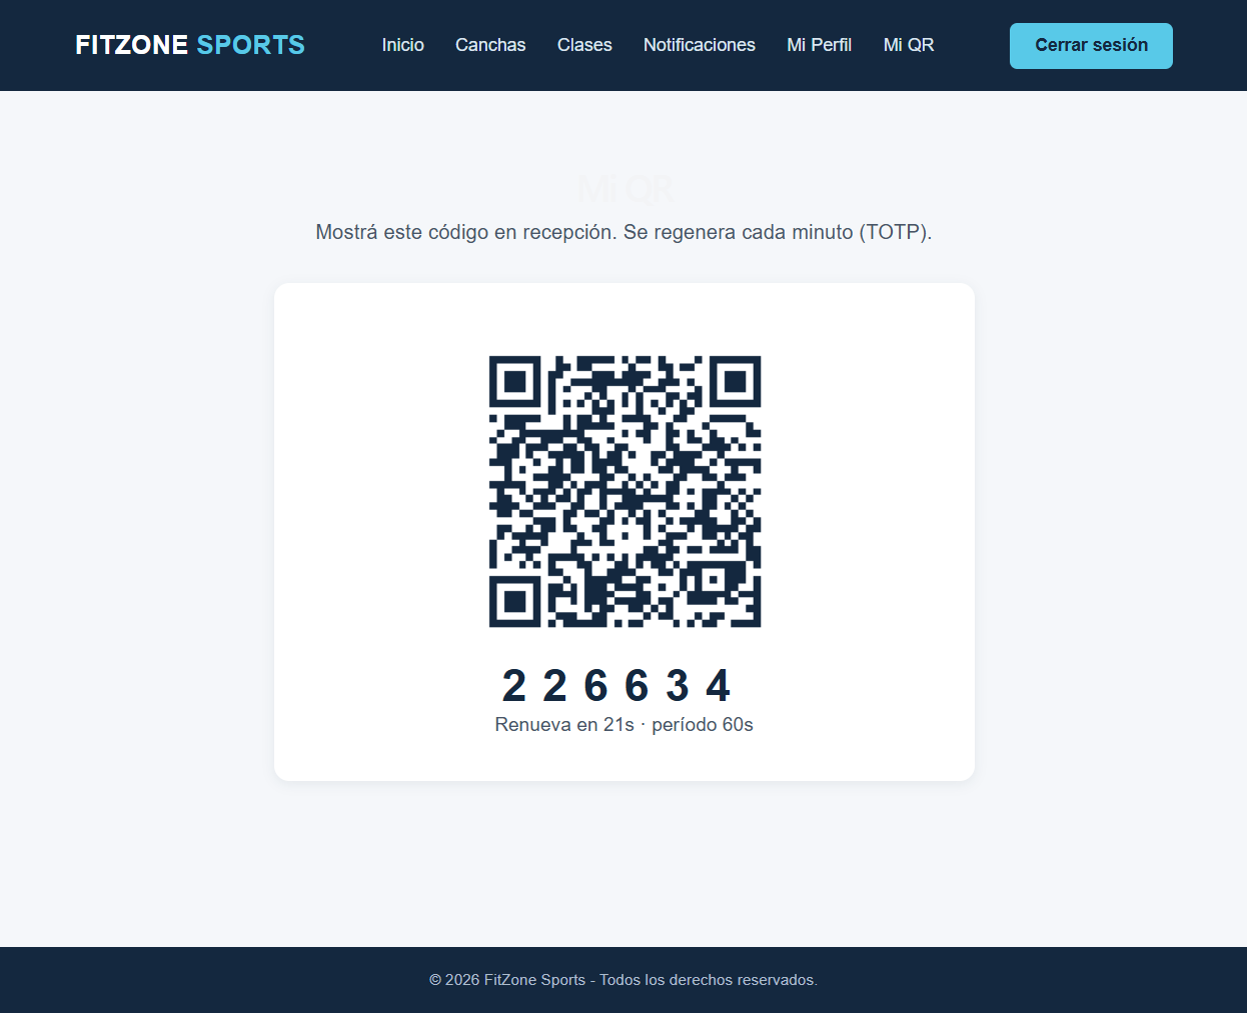 FITZONE SPORTS
Inicio
Canchas
Clases
Notificaciones
Mi Perfil
Mi QR
Cerrar sesión
Mi QR
Mostrá este código en recepción. Se regenera cada minuto (TOTP).
2 2 6 6 3 4
Renueva en 21s · período 60s
© 2026 FitZone Sports - Todos los derechos reservados.